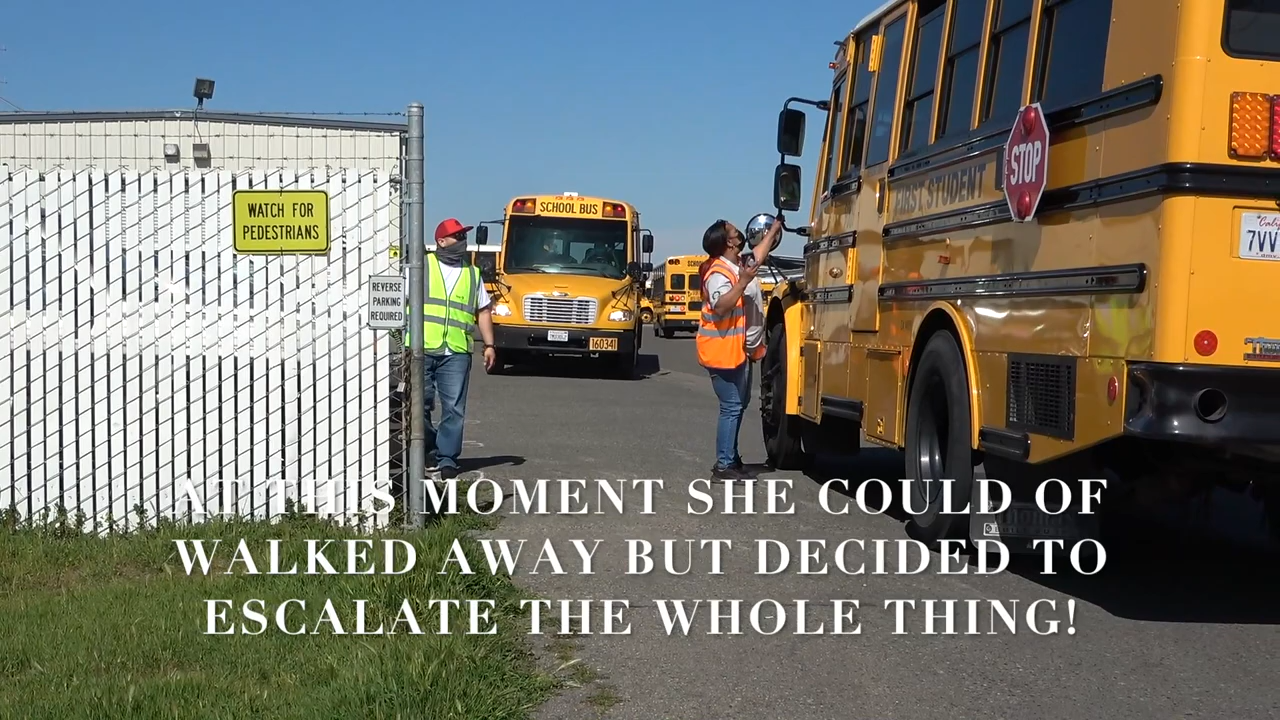 WATCH FOR
PEDESTRIANS
REVERSE
PARKING
REQUIRED
SCHOOL BUS
160341
FIRST STUDENT
STOP
AT THIS MOMENT SHE COULD OF
WALKED AWAY BUT DECIDED TO
ESCALATE THE WHOLE THING!